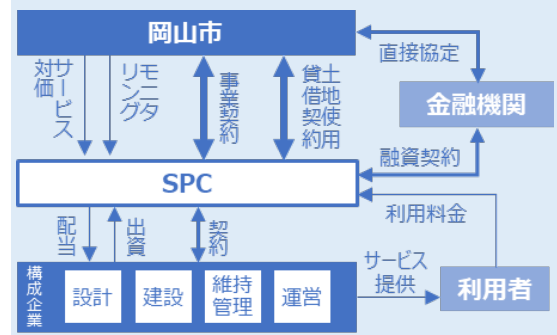 岡山市
直接協定
サービス
対価
モニタ
リング
事業契約
土地使用
貸借契約
金融機関
融資契約
SPC
利用料金
配当
出資
契約
サービス
提供
構成企業
設計
建設
維持
管理
運営
利用者